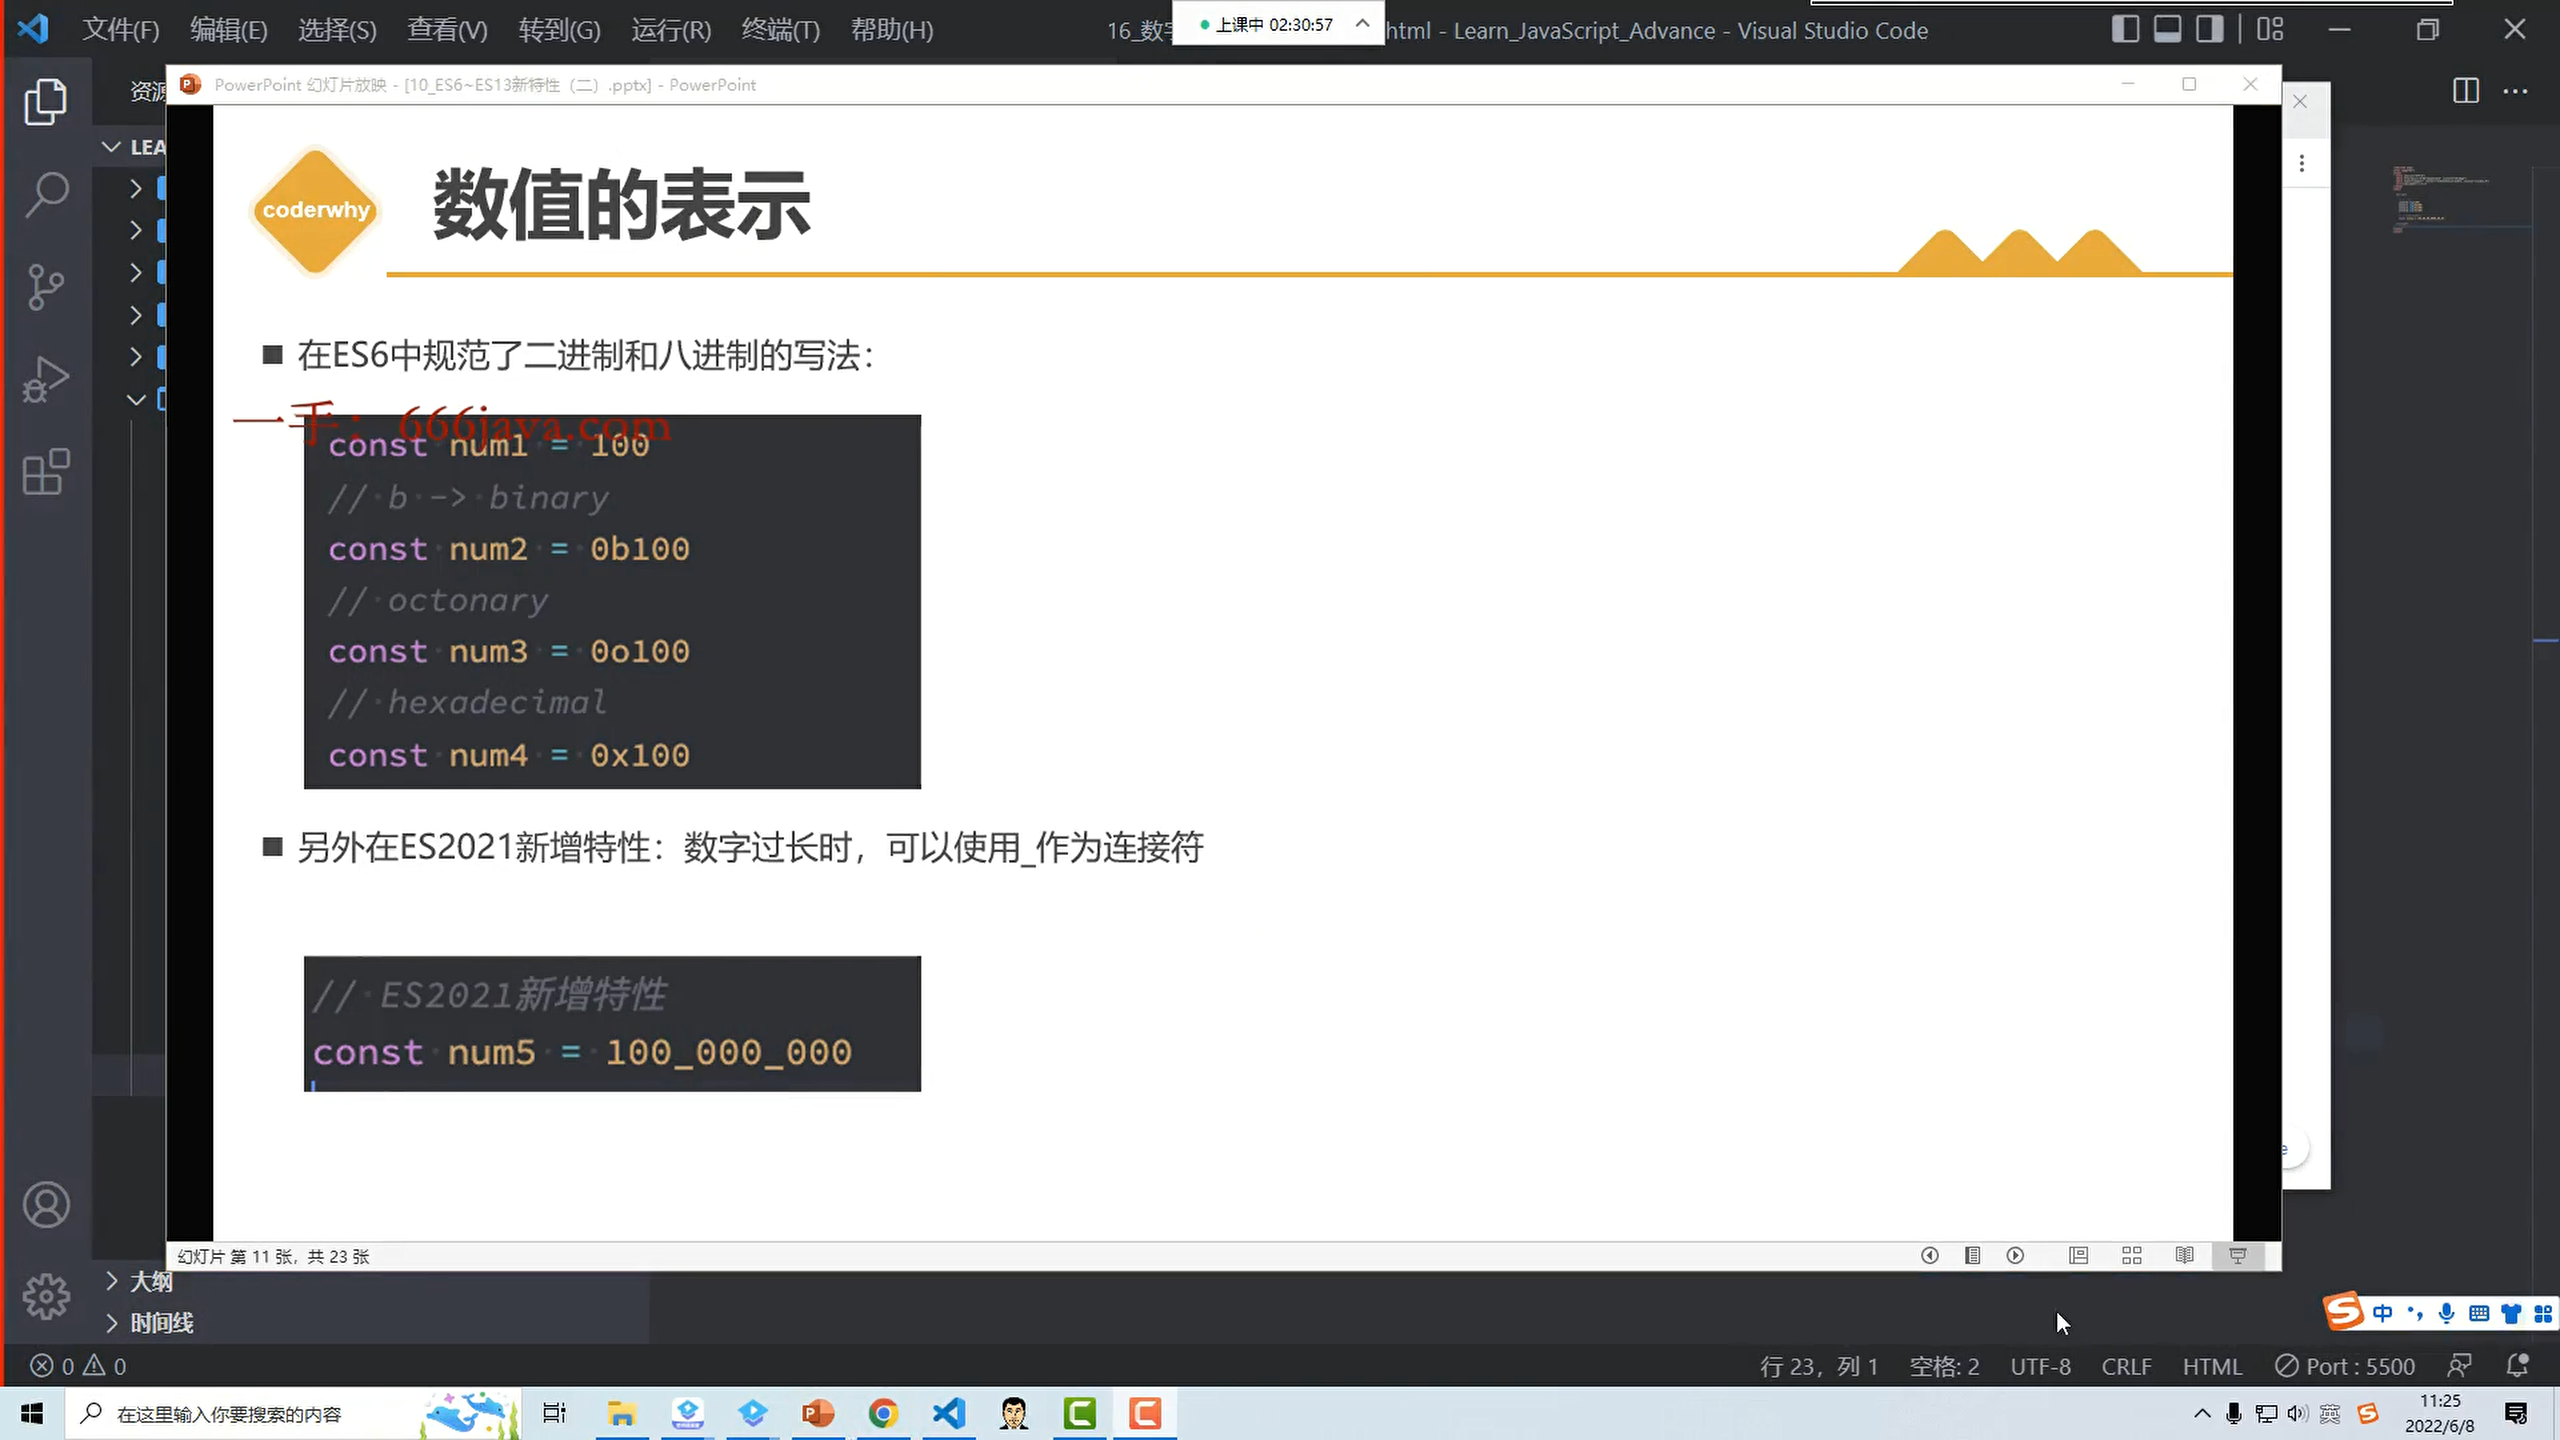 文件(F) 编辑(E) 选择(S) 查看(V) 转到(G) 运行(R) 终端(T) 帮助(H)
16_数字
上课中 02:30:57
html - Learn_JavaScript_Advance - Visual Studio Code
资源
PowerPoint 幻灯片放映 - [10_ES6~ES13新特性（二）.pptx] - PowerPoint
LEA
coderwhy
数值的表示
■ 在ES6中规范了二进制和八进制的写法：
一手：666java.com
const num1 = 100
// b -> binary
const num2 = 0b100
// octonary
const num3 = 0o100
// hexadecimal
const num4 = 0x100
■ 另外在ES2021新增特性：数字过长时，可以使用_作为连接符
// ES2021新增特性
const num5 = 100_000_000
e
幻灯片 第 11 张，共 23 张
大纲
时间线
中
0 0
行 23，列 1 空格: 2 UTF-8 CRLF HTML Port : 5500
在这里输入你要搜索的内容
英
11:25
2022/6/8